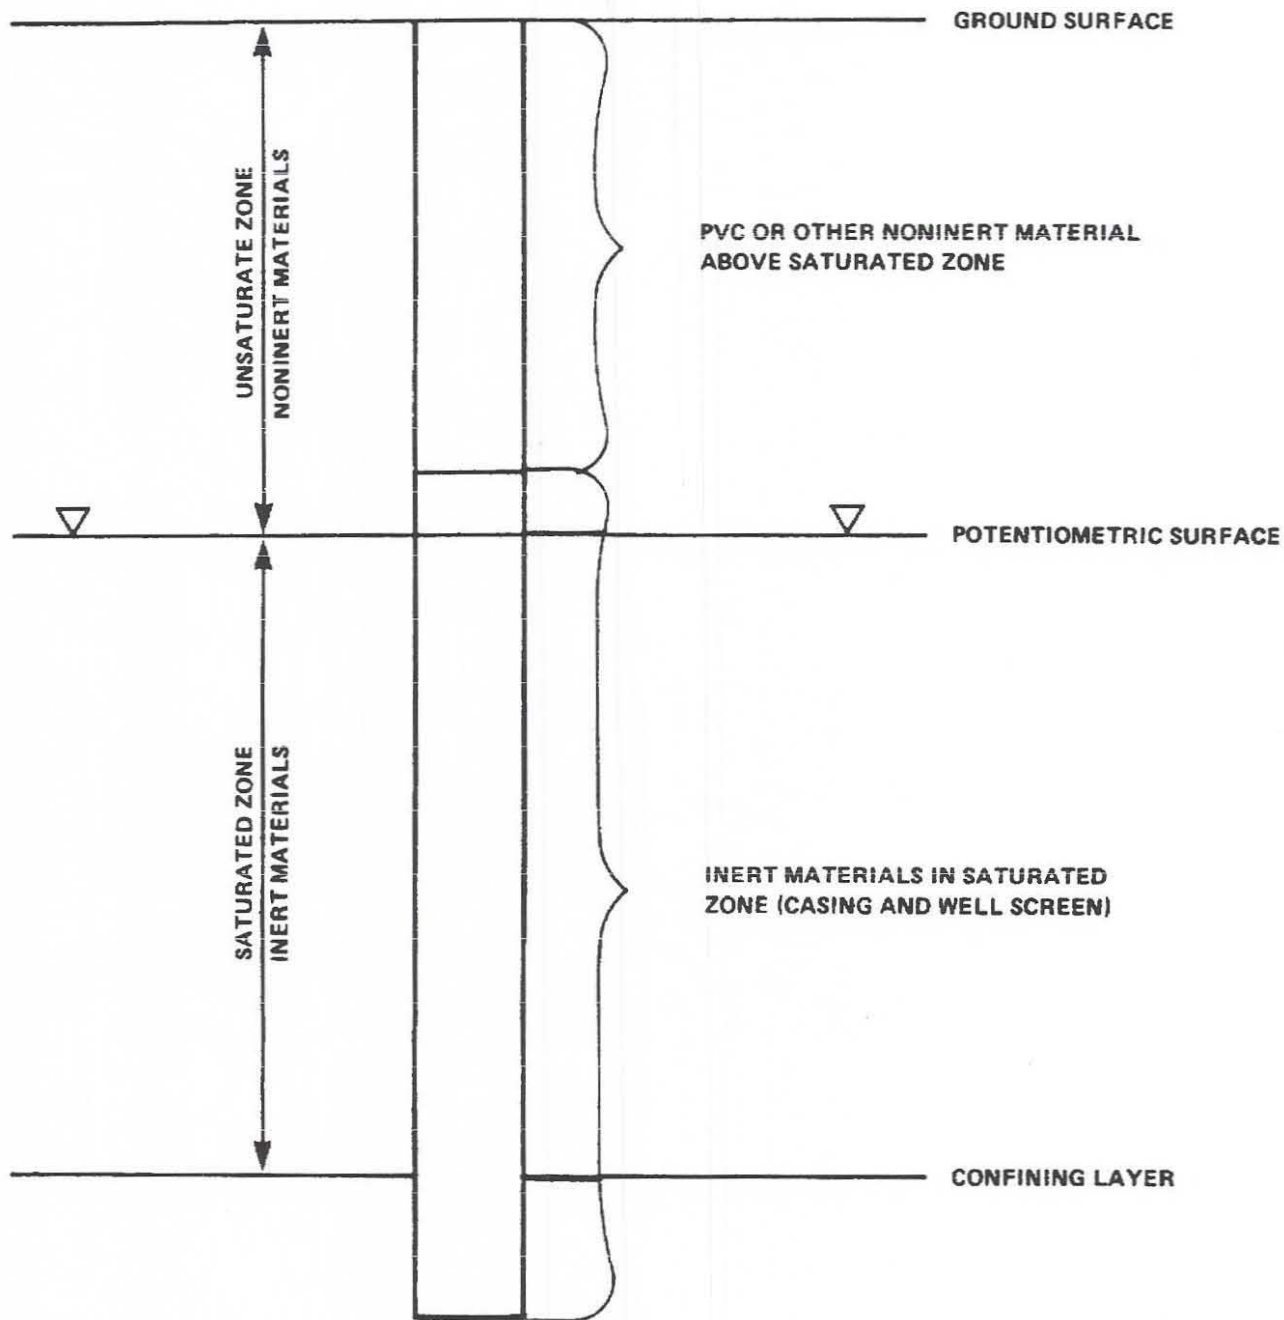 GROUND SURFACE
UNSATURATE ZONE
NONINERT MATERIALS
PVC OR OTHER NONINERT MATERIAL
ABOVE SATURATED ZONE
POTENTIOMETRIC SURFACE
SATURATED ZONE
INERT MATERIALS
INERT MATERIALS IN SATURATED
ZONE (CASING AND WELL SCREEN)
CONFINING LAYER